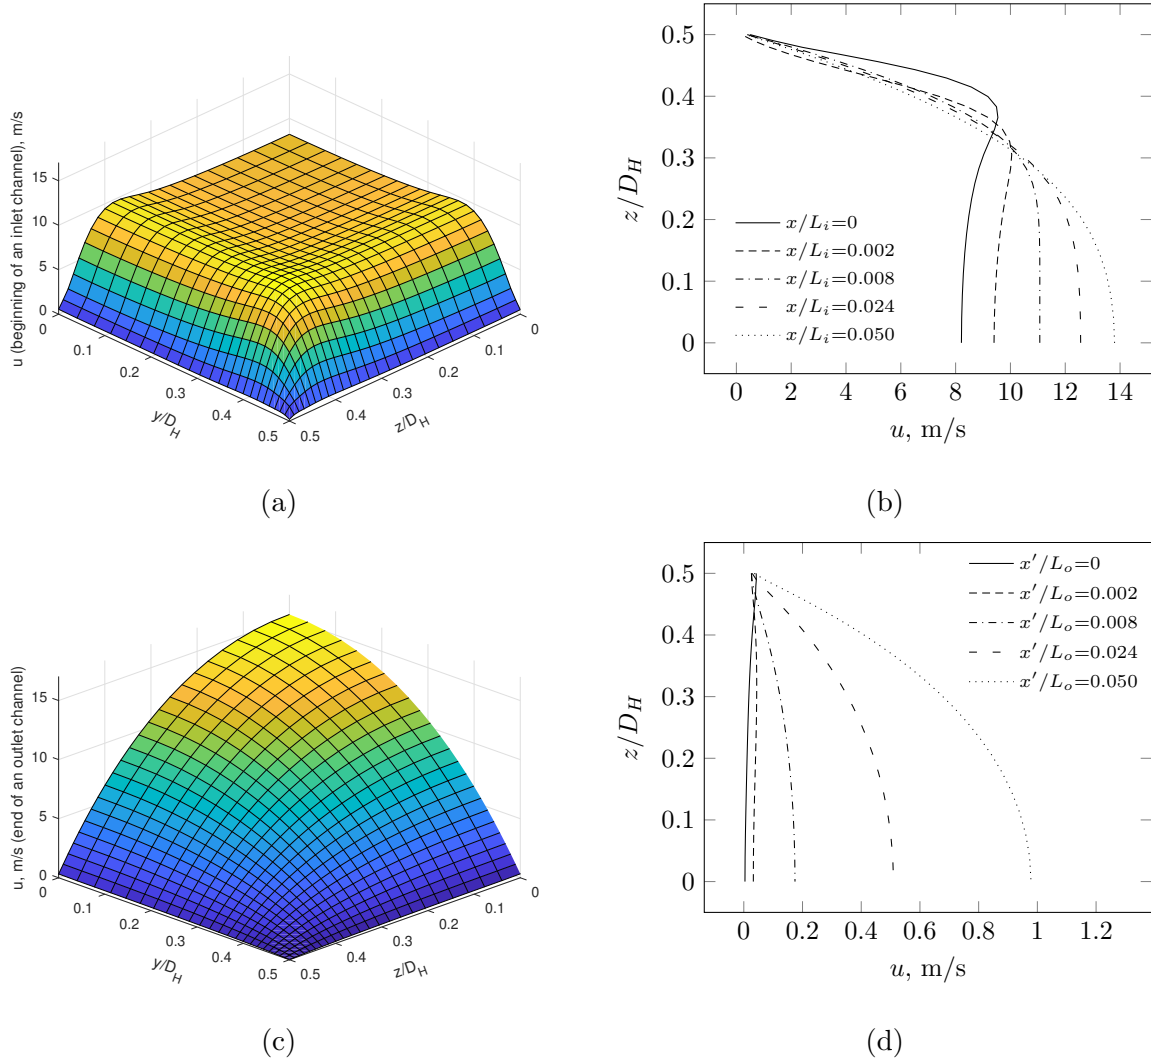 u (beginning of an inlet channel), m/s
15
10
5
0
0
0.1
0.2
0.3
0.4
0.5
y/D_H
0
0.1
0.2
0.3
0.4
0.5
z/D_H
(a)
z/D_H
0.5
0.4
0.3
0.2
0.1
0
x/L_i=0
x/L_i=0.002
x/L_i=0.008
x/L_i=0.024
x/L_i=0.050
0 2 4 6 8 10 12 14
u, m/s
(b)
u, m/s (end of an outlet channel)
15
10
5
0
0
0.1
0.2
0.3
0.4
0.5
y/D_H
0
0.1
0.2
0.3
0.4
0.5
z/D_H
(c)
z/D_H
0.5
0.4
0.3
0.2
0.1
0
x′/L_o=0
x′/L_o=0.002
x′/L_o=0.008
x′/L_o=0.024
x′/L_o=0.050
0 0.2 0.4 0.6 0.8 1 1.2
u, m/s
(d)